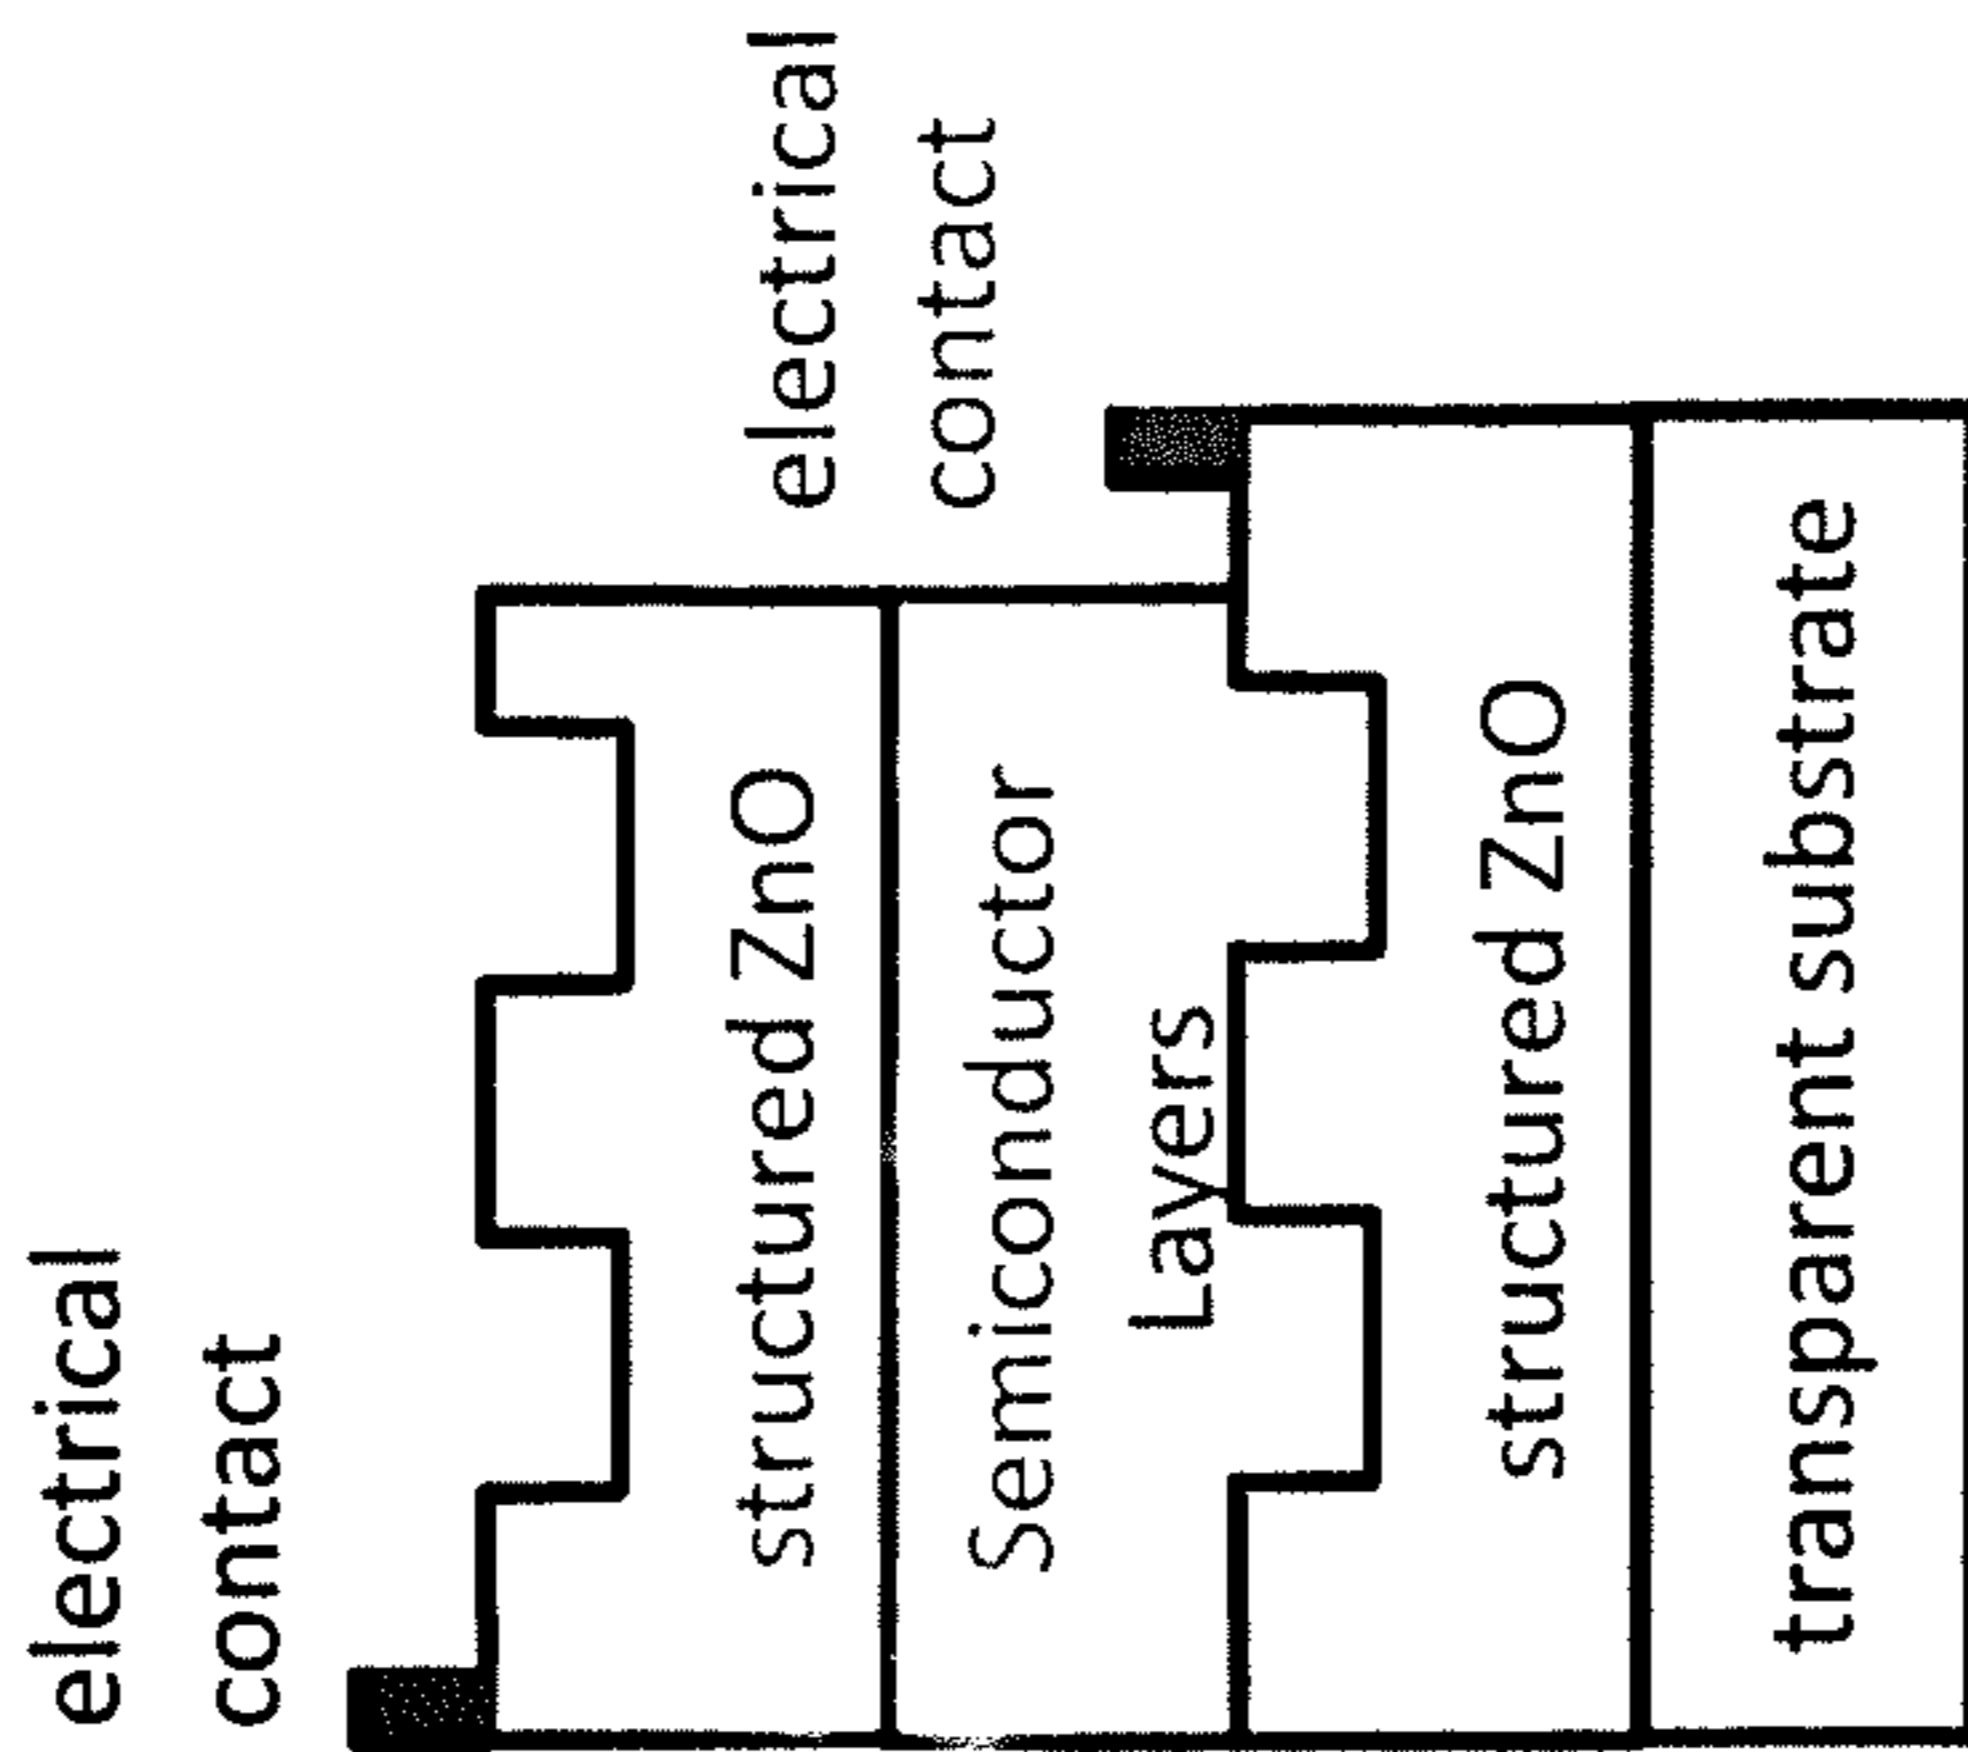 electrical
contact
electrical
contact
structured ZnO
Semiconductor
Layers
structured ZnO
transparent substrate